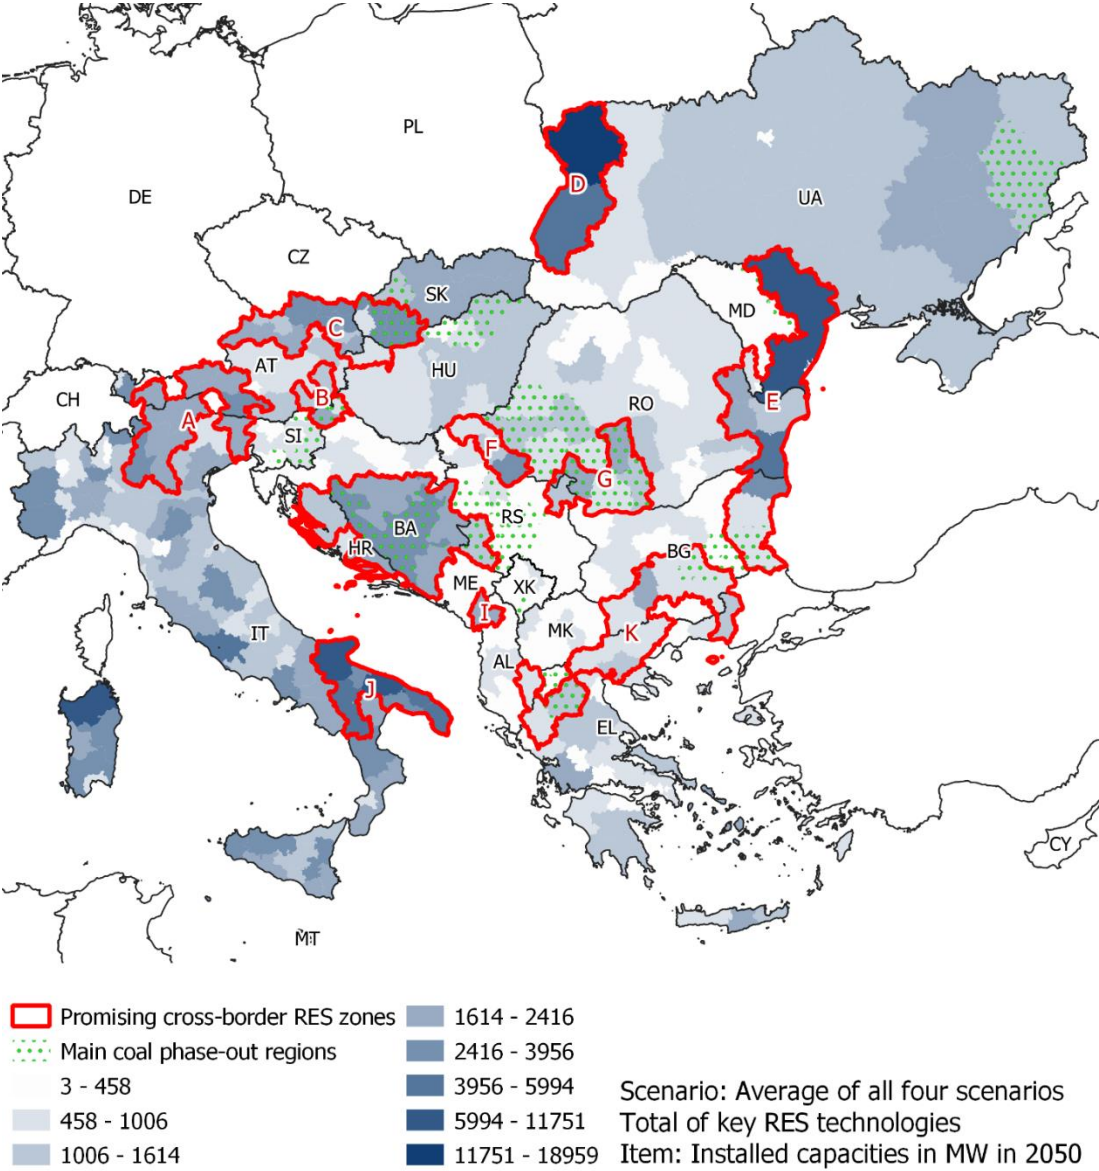 PL
DE
UA
CZ
D
SK
MD
C
AT
HU
CH
B
E
RO
A
SI
F
G
RS
BA
HR
BG
ME
XK
I
IT
MK
K
AL
J
EL
CY
MT
Promising cross-border RES zones
Main coal phase-out regions
3 - 458
458 - 1006
1006 - 1614
1614 - 2416
2416 - 3956
3956 - 5994
5994 - 11751
11751 - 18959
Scenario: Average of all four scenarios
Total of key RES technologies
Item: Installed capacities in MW in 2050